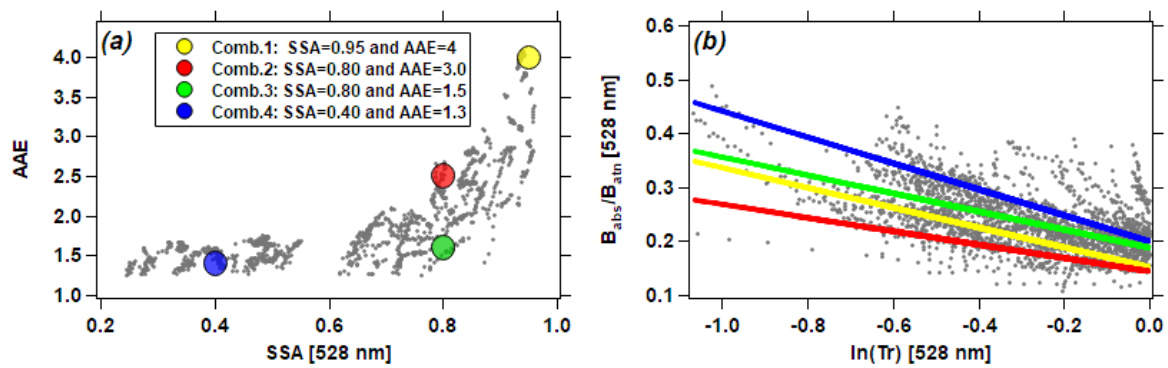 (a)
Comb.1: SSA=0.95 and AAE=4
Comb.2: SSA=0.80 and AAE=3.0
Comb.3: SSA=0.80 and AAE=1.5
Comb.4: SSA=0.40 and AAE=1.3
4.0
3.5
3.0
2.5
2.0
1.5
1.0
AAE
0.2 0.4 0.6 0.8 1.0
SSA [528 nm]
(b)
0.6
0.5
0.4
0.3
0.2
0.1
Babs/Batn [528 nm]
-1.0 -0.8 -0.6 -0.4 -0.2 0.0
ln(Tr) [528 nm]